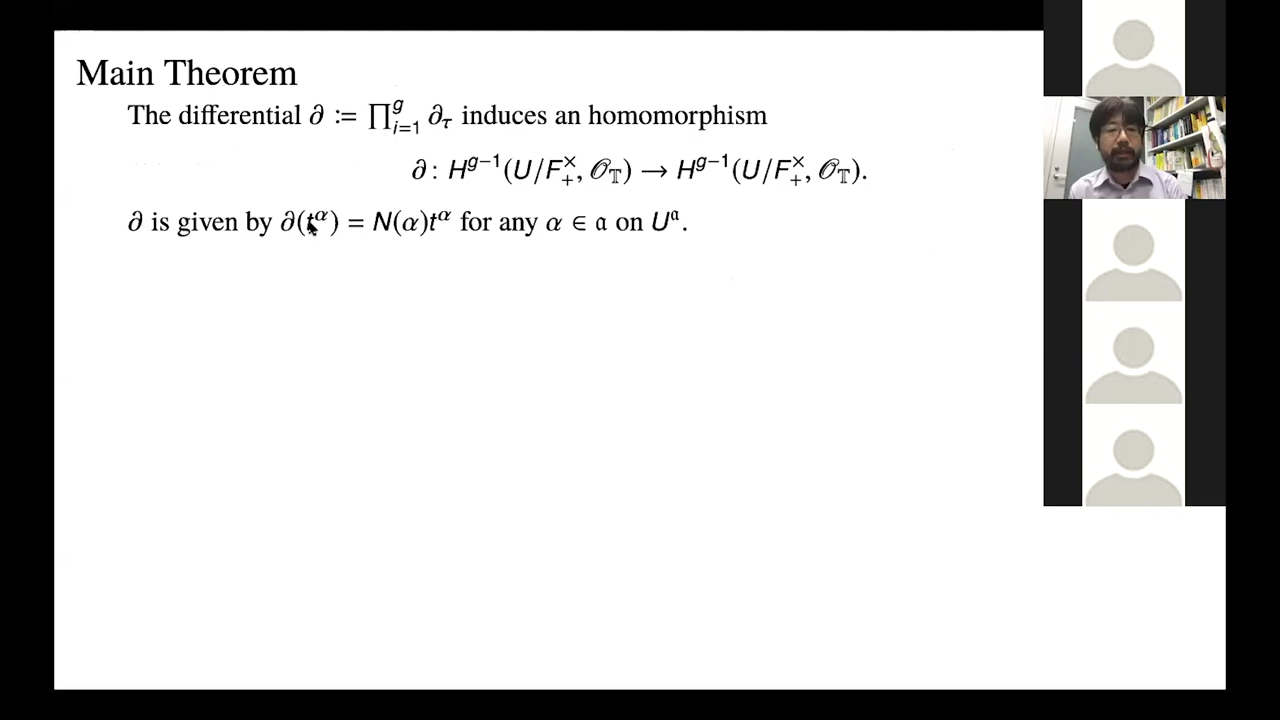 Main Theorem
The differential ∂ := ∏_{i=1}^{g} ∂_τ induces an homomorphism
∂ : H^{g−1}(U/F_+^×, 𝒪_𝕋) → H^{g−1}(U/F_+^×, 𝒪_𝕋).
∂ is given by ∂(t^α) = N(α)t^α for any α ∈ 𝔞 on U^𝔞.